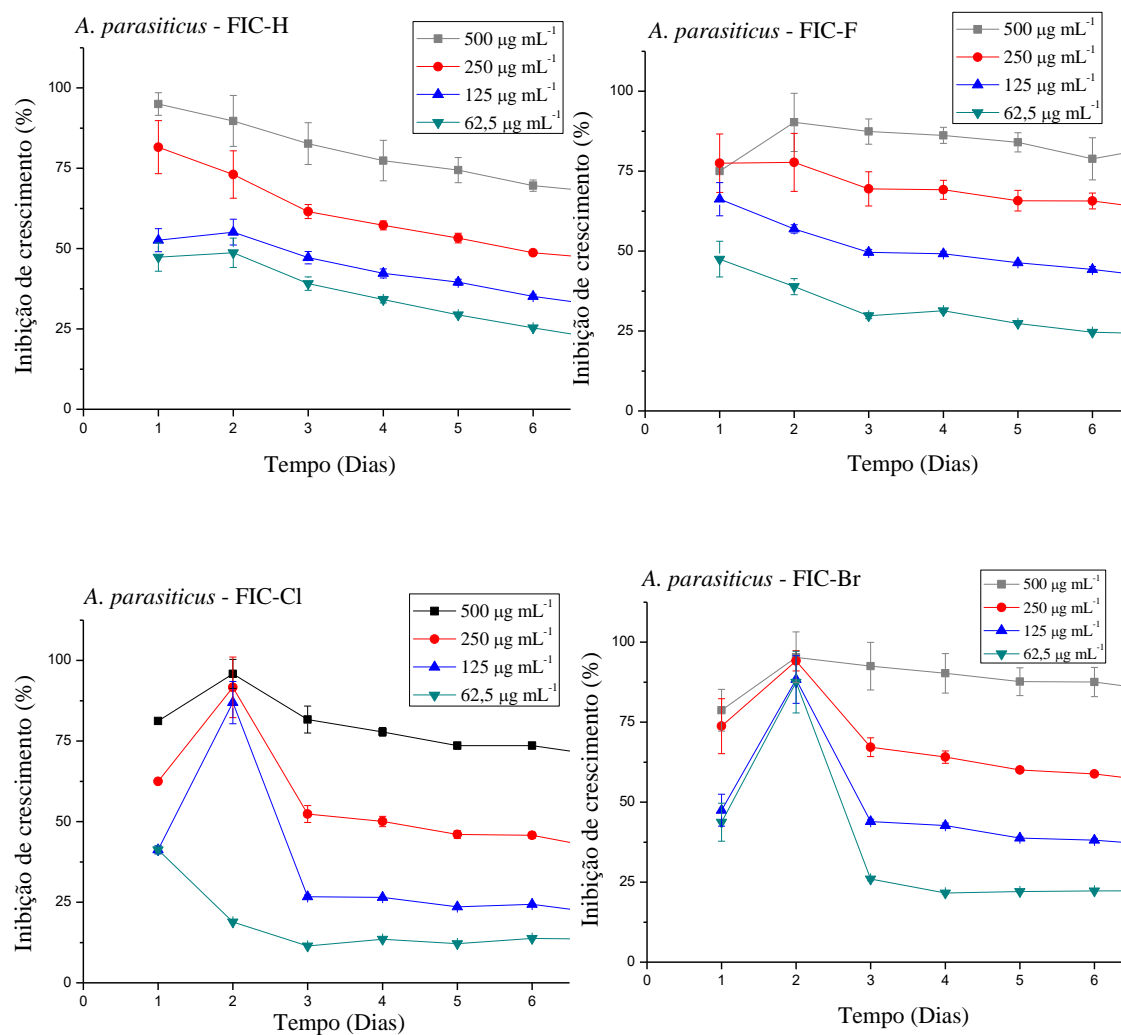 A. parasiticus - FIC-H
500 µg mL⁻¹
250 µg mL⁻¹
125 µg mL⁻¹
62,5 µg mL⁻¹
Inibição de crescimento (%)
100
75
50
25
0
0 1 2 3 4 5 6
Tempo (Dias)
A. parasiticus - FIC-F
500 µg mL⁻¹
250 µg mL⁻¹
125 µg mL⁻¹
62,5 µg mL⁻¹
Inibição de crescimento (%)
100
75
50
25
0
0 1 2 3 4 5 6
Tempo (Dias)
A. parasiticus - FIC-Cl
500 µg mL⁻¹
250 µg mL⁻¹
125 µg mL⁻¹
62,5 µg mL⁻¹
Inibição de crescimento (%)
100
75
50
25
0
0 1 2 3 4 5 6
Tempo (Dias)
A. parasiticus - FIC-Br
500 µg mL⁻¹
250 µg mL⁻¹
125 µg mL⁻¹
62,5 µg mL⁻¹
Inibição de crescimento (%)
100
75
50
25
0
0 1 2 3 4 5 6
Tempo (Dias)